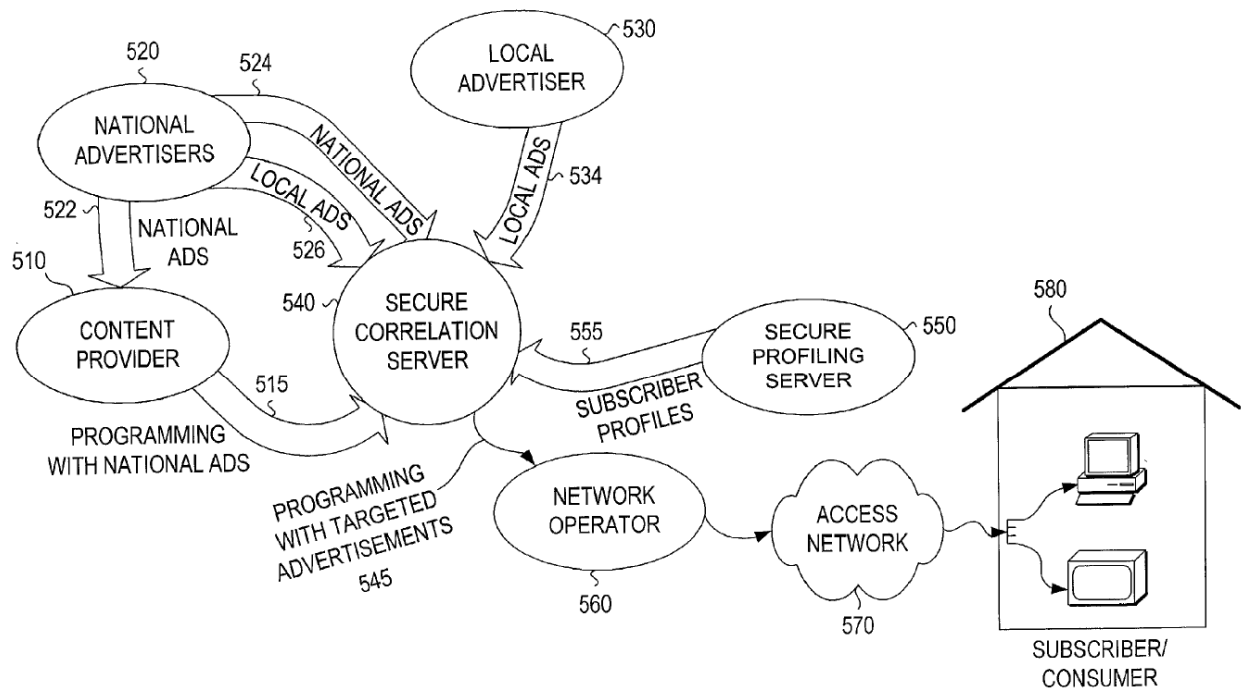 520
524
530
LOCAL
ADVERTISER
NATIONAL
ADVERTISERS
NATIONAL ADS
LOCAL ADS
LOCAL ADS
534
522
NATIONAL
ADS
526
510
540
SECURE
CORRELATION
SERVER
CONTENT
PROVIDER
555
SECURE
PROFILING
SERVER
550
580
515
SUBSCRIBER
PROFILES
PROGRAMMING
WITH NATIONAL ADS
PROGRAMMING
WITH TARGETED
ADVERTISEMENTS
545
NETWORK
OPERATOR
560
ACCESS
NETWORK
570
SUBSCRIBER/
CONSUMER